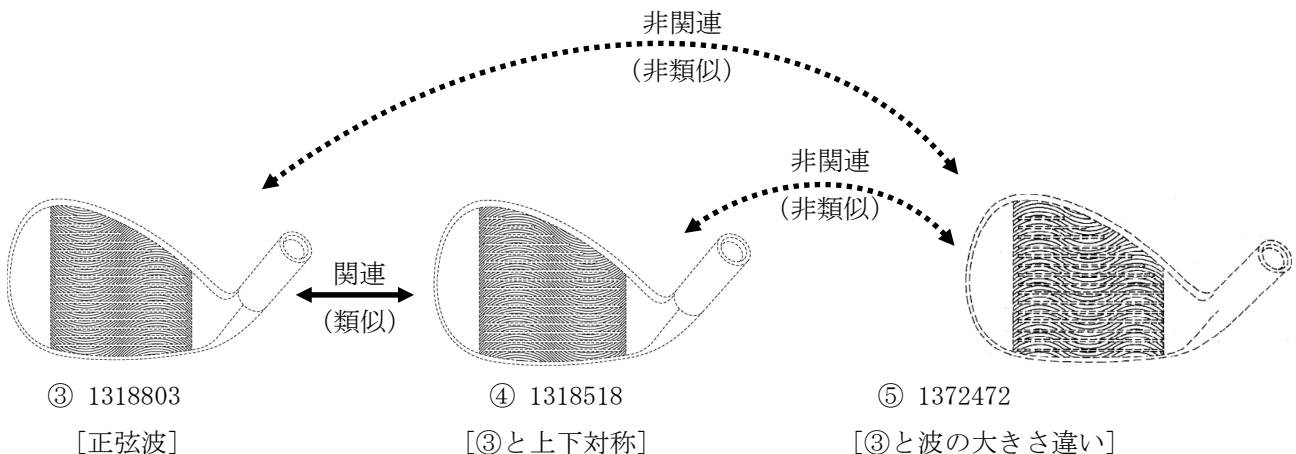 非関連
（非類似）
非関連
（非類似）
関連
（類似）
③ 1318803
［正弦波］
④ 1318518
［③と上下対称］
⑤ 1372472
［③と波の大きさ違い］